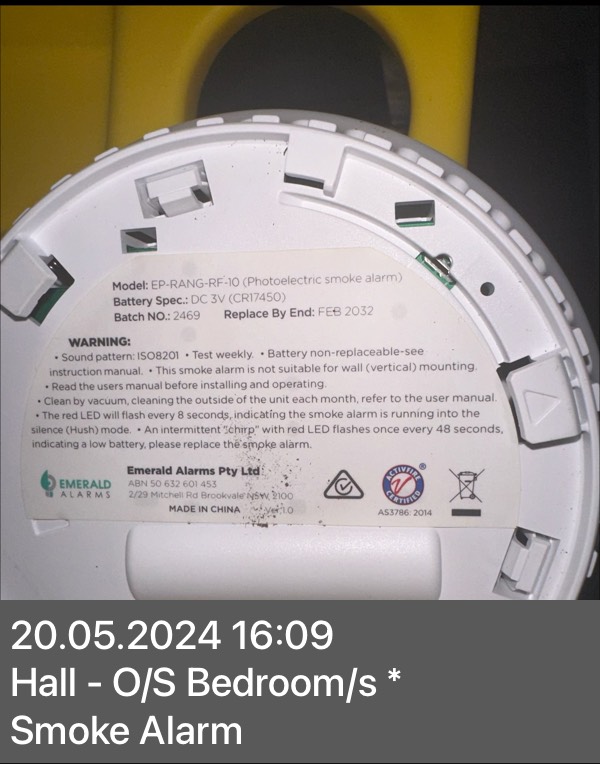 Model: EP-RANG-RF-10 (Photoelectric smoke alarm)
Battery Spec.: DC 3V (CR17450)
Batch NO.: 2469 Replace By End: FEB 2032
WARNING:
• Sound pattern: ISO8201 • Test weekly. • Battery non-replaceable-see
instruction manual. • This smoke alarm is not suitable for wall (vertical) mounting.
• Read the users manual before installing and operating.
• Clean by vacuum, cleaning the outside of the unit each month, refer to the user manual.
• The red LED will flash every 8 seconds, indicating the smoke alarm is running into the
silence (Hush) mode. • An intermittent "chirp" with red LED flashes once every 48 seconds,
indicating a low battery, please replace the smoke alarm.
EMERALD
ALARMS
Emerald Alarms Pty Ltd
ABN 50 632 601 453
2/29 Mitchell Rd Brookvale NSW, 2100
MADE IN CHINA Ver:1.0
ACTIVFIRE
CERTIFIED
®
AS3786: 2014
20.05.2024 16:09
Hall - O/S Bedroom/s *
Smoke Alarm